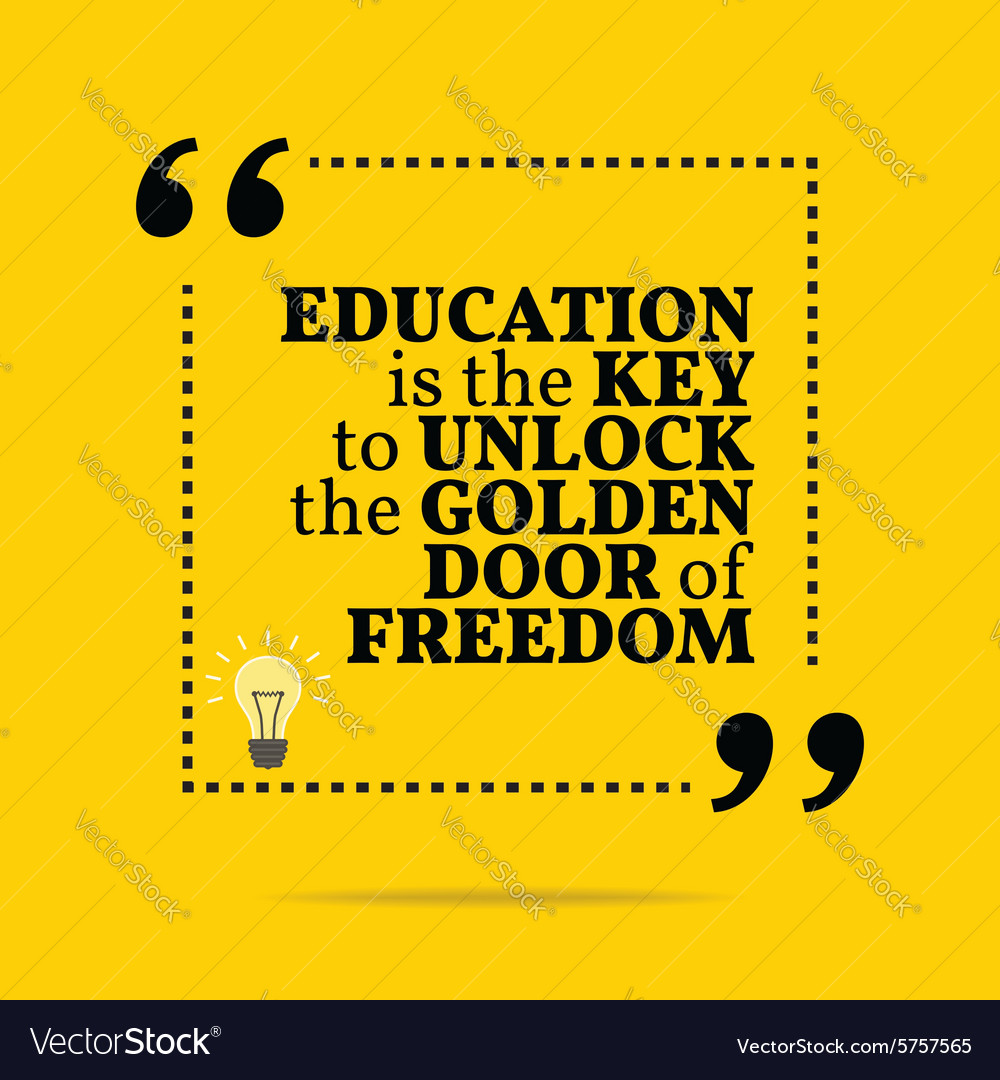 “
EDUCATION
is the KEY
to UNLOCK
the GOLDEN
DOOR of
FREEDOM
”
VectorStock®
VectorStock.com/5757565